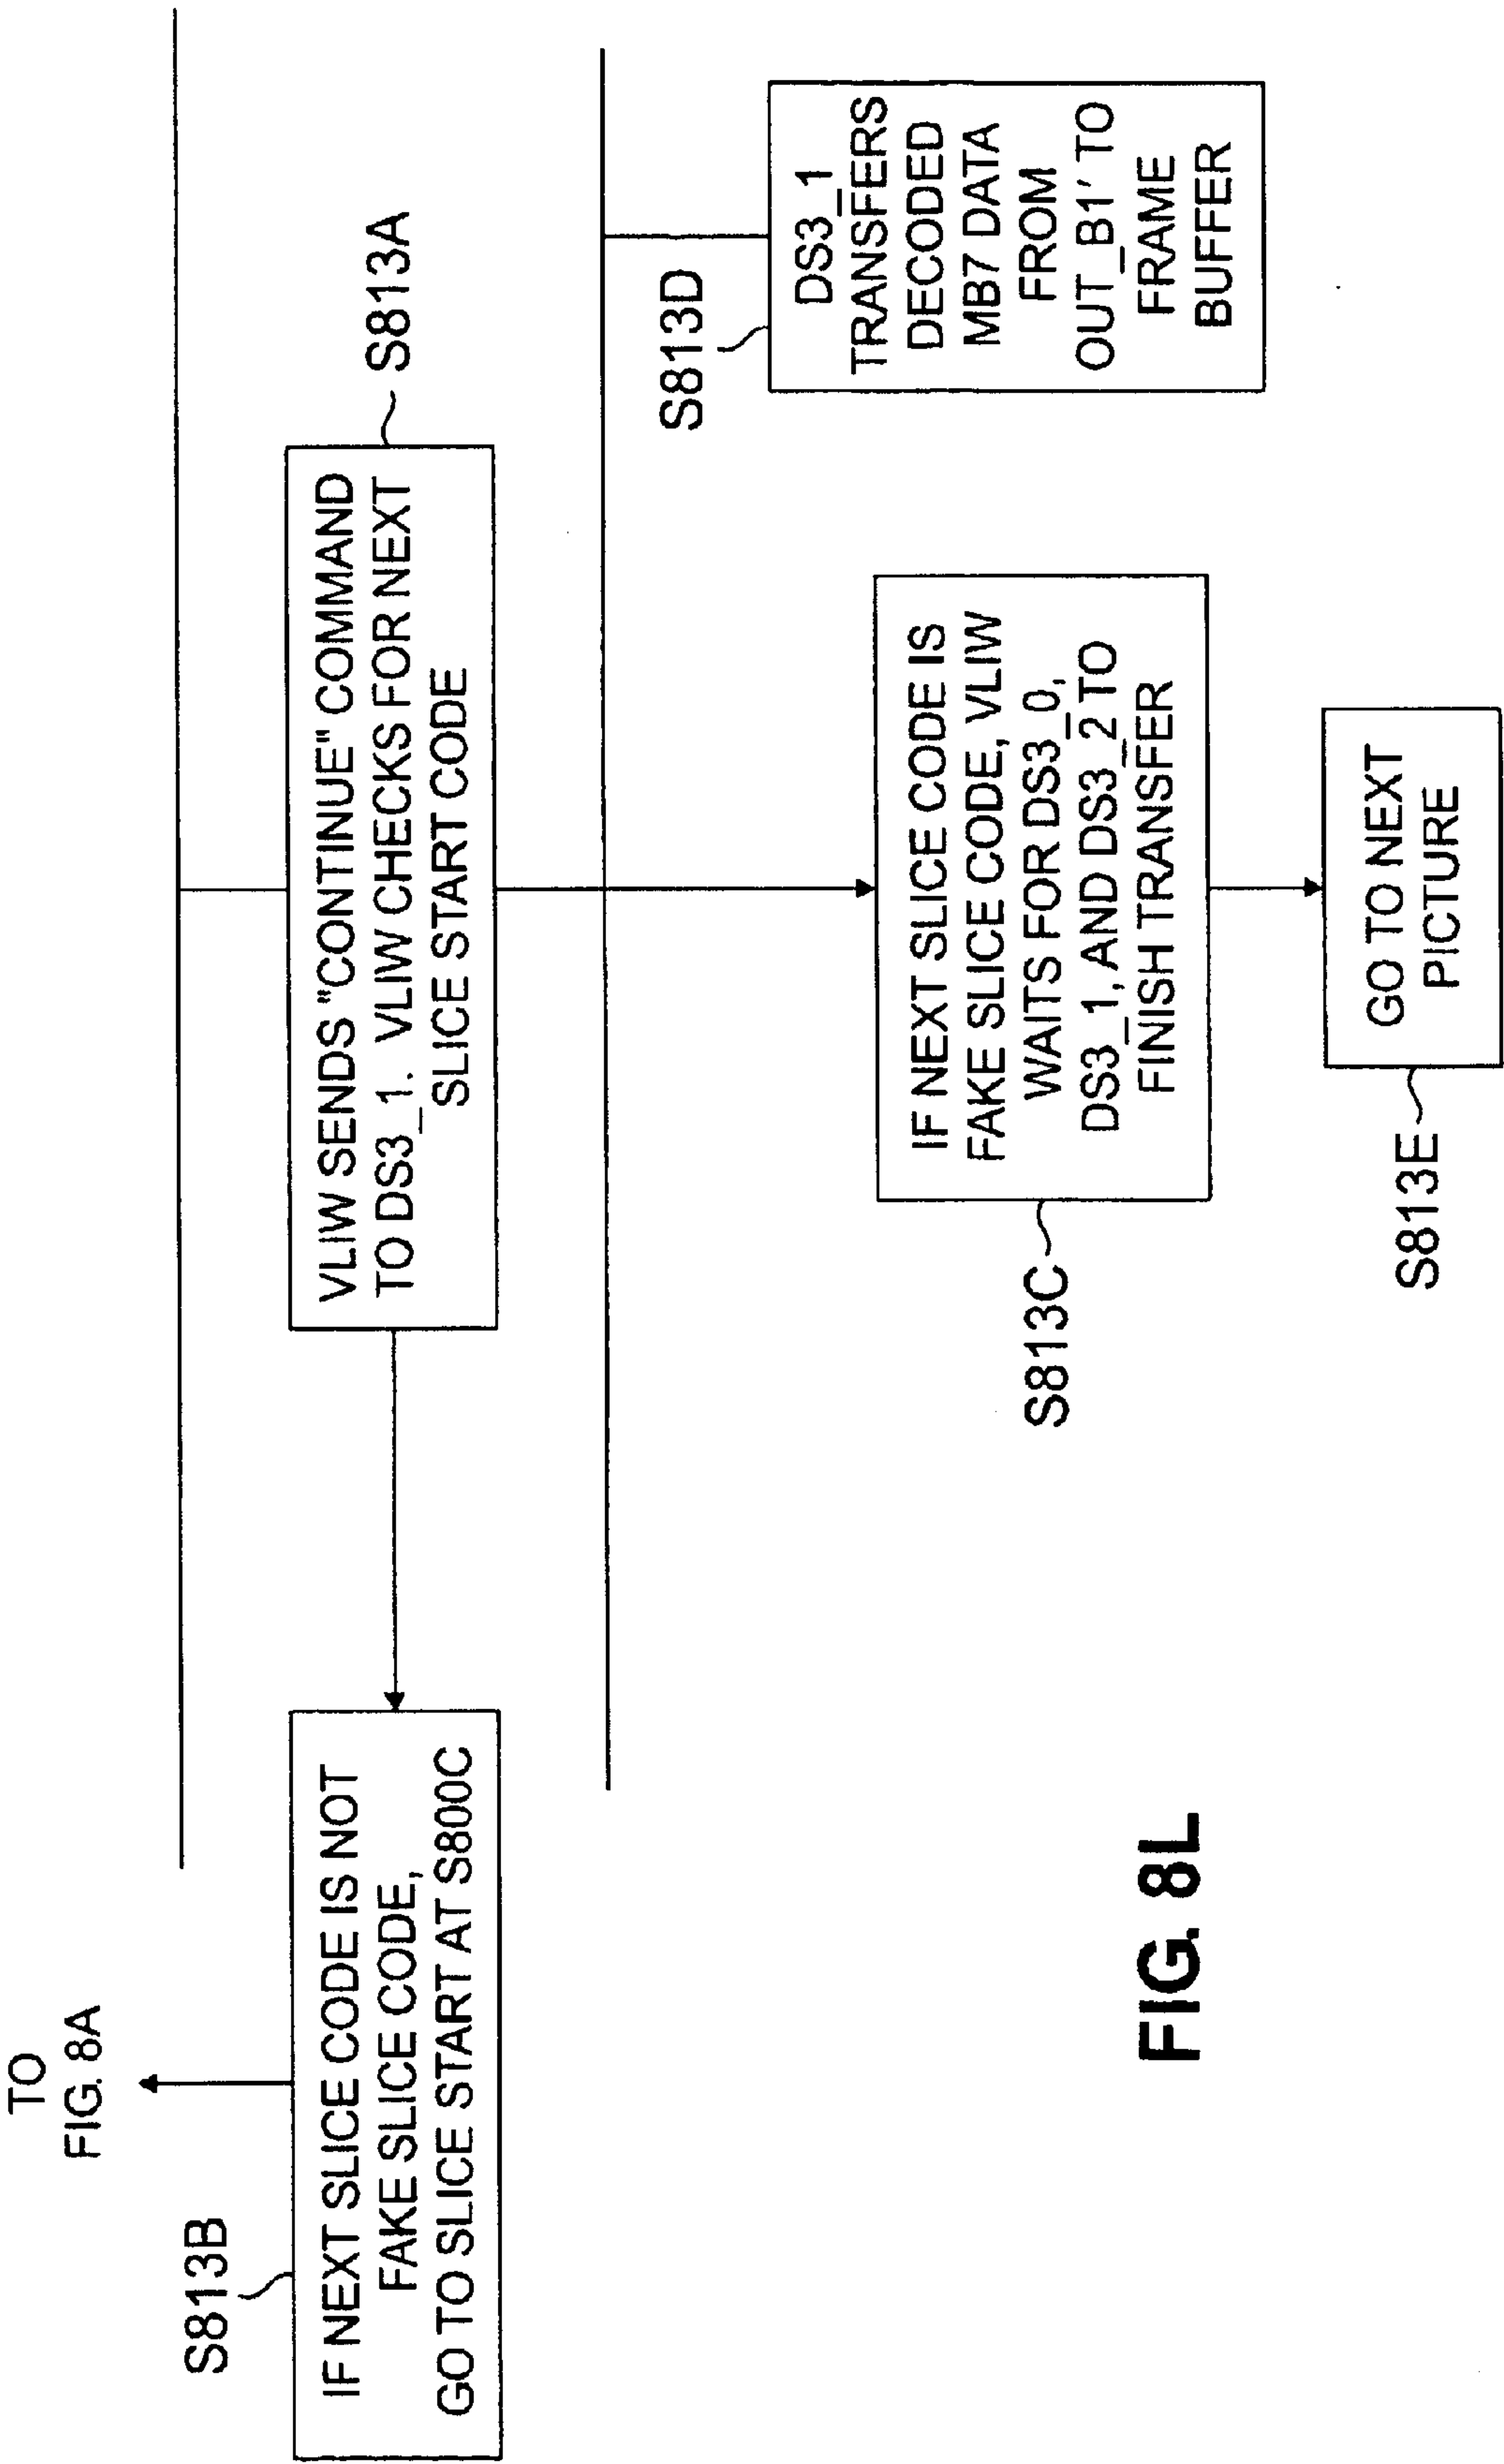 TO
FIG. 8A
S813B
IF NEXT SLICE CODE IS NOT
FAKE SLICE CODE,
GO TO SLICE START AT S800C
VLIW SENDS "CONTINUE" COMMAND
TO DS3_1. VLIW CHECKS FOR NEXT
SLICE START CODE
S813A
S813C
IF NEXT SLICE CODE IS
FAKE SLICE CODE, VLIW
WAITS FOR DS3_0,
DS3_1, AND DS3_2 TO
FINISH TRANSFER
S813D
DS3_1
TRANSFERS
DECODED
MB7 DATA
FROM
OUT_B1' TO
FRAME
BUFFER
S813E
GO TO NEXT
PICTURE
FIG. 8L